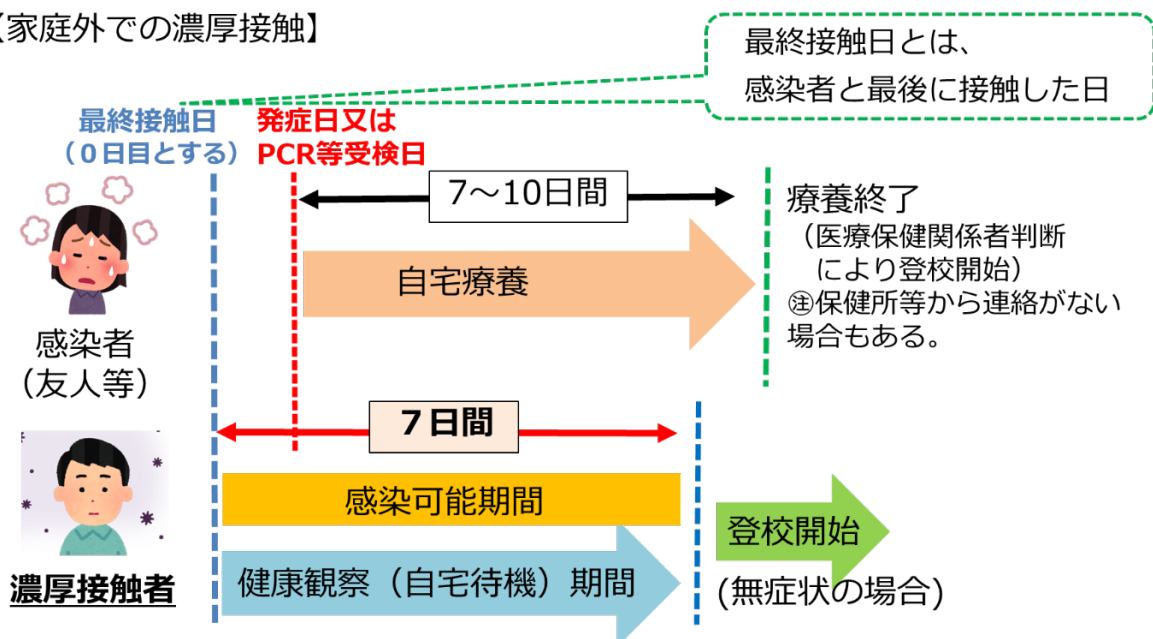 【家庭外での濃厚接触】
最終接触日とは、
感染者と最後に接触した日
最終接触日
（０日目とする）
発症日又は
PCR等受検日
7～10日間
療養終了
（医療保健関係者判断
により登校開始）
㊟保健所等から連絡がない
場合もある。
自宅療養
感染者
（友人等）
７日間
感染可能期間
健康観察（自宅待機）期間
濃厚接触者
登校開始
(無症状の場合)